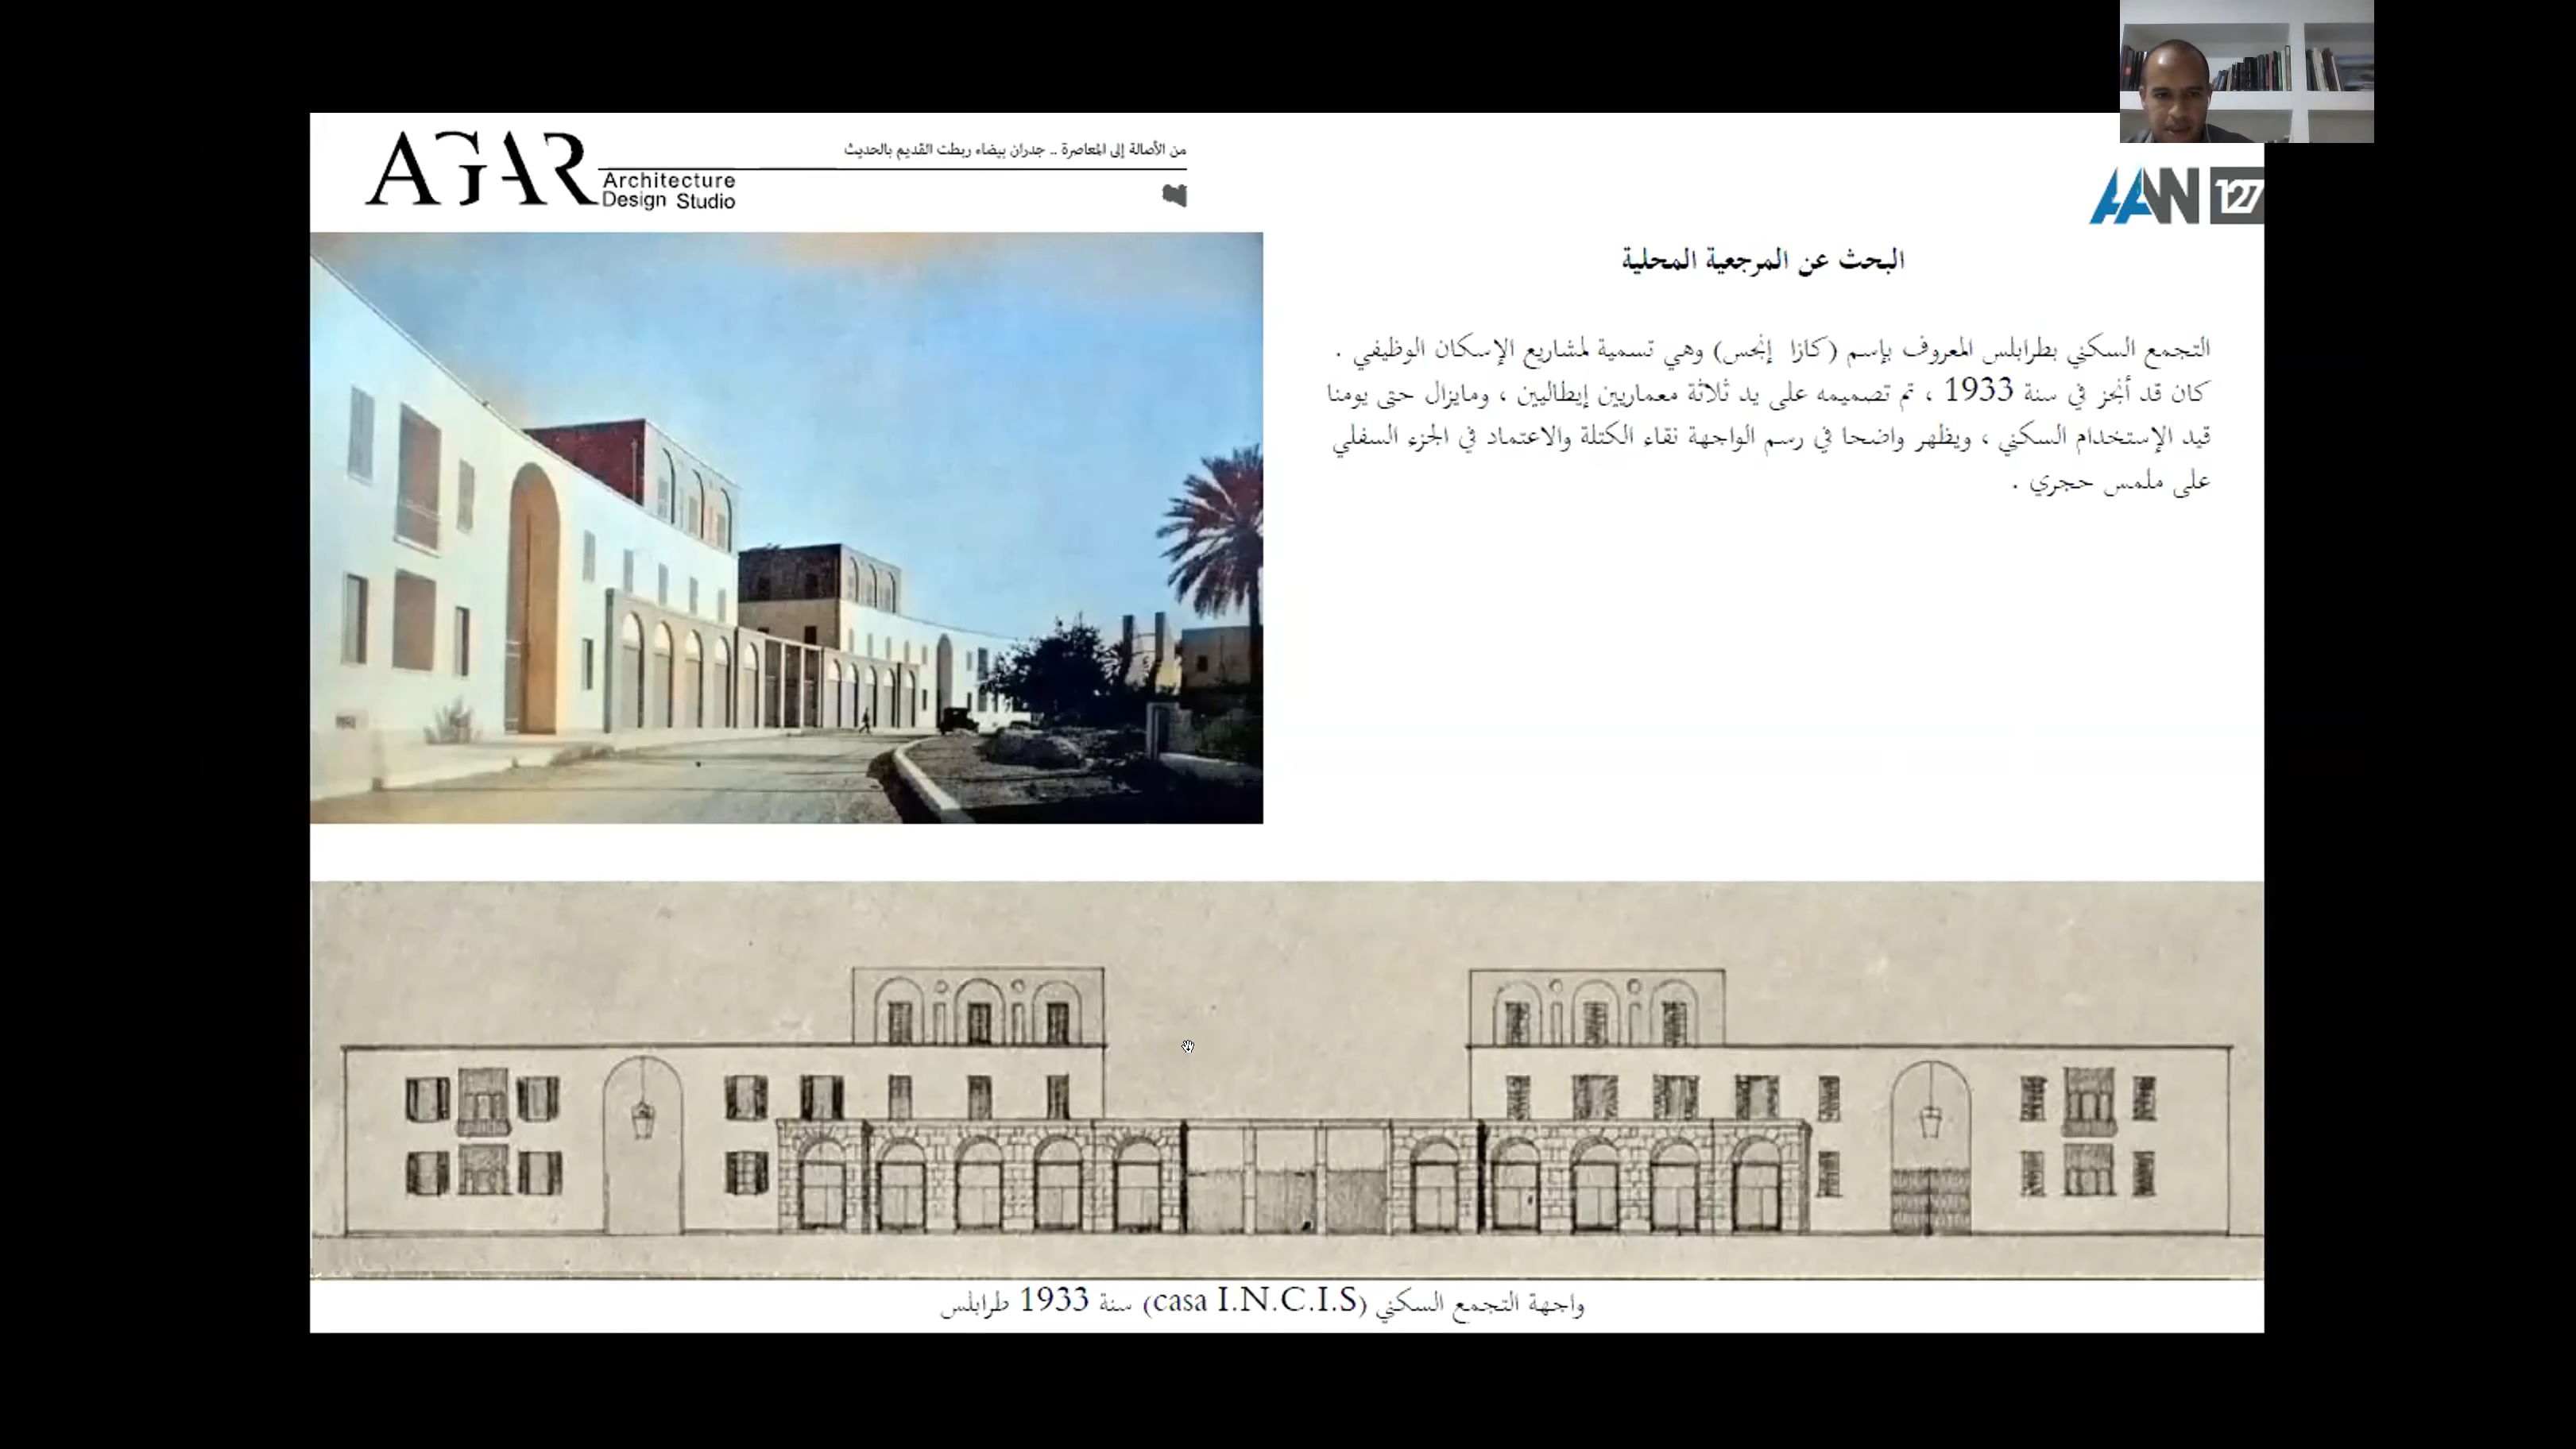 AGAR
Architecture
Design Studio
من الأصالة إلى المعاصرة .. جدران بيضاء ربطت القديم بالحديث
AAN 127
البحث عن المرجعية المحلية
التجمع السكني بطرابلس المعروف بإسم (كازا إنجس) وهي تسمية لمشاريع الإسكان الوظيفي .
كان قد أنجز في سنة 1933 ، تم تصميمه على يد ثلاثة معماريين إيطاليين ، ومايزال حتى يومنا
قيد الإستخدام السكني ، ويظهر واضحا في رسم الواجهة نقاء الكتلة والاعتماد في الجزء السفلي
على ملمس حجري .
واجهة التجمع السكني (casa I.N.C.I.S) سنة 1933 طرابلس